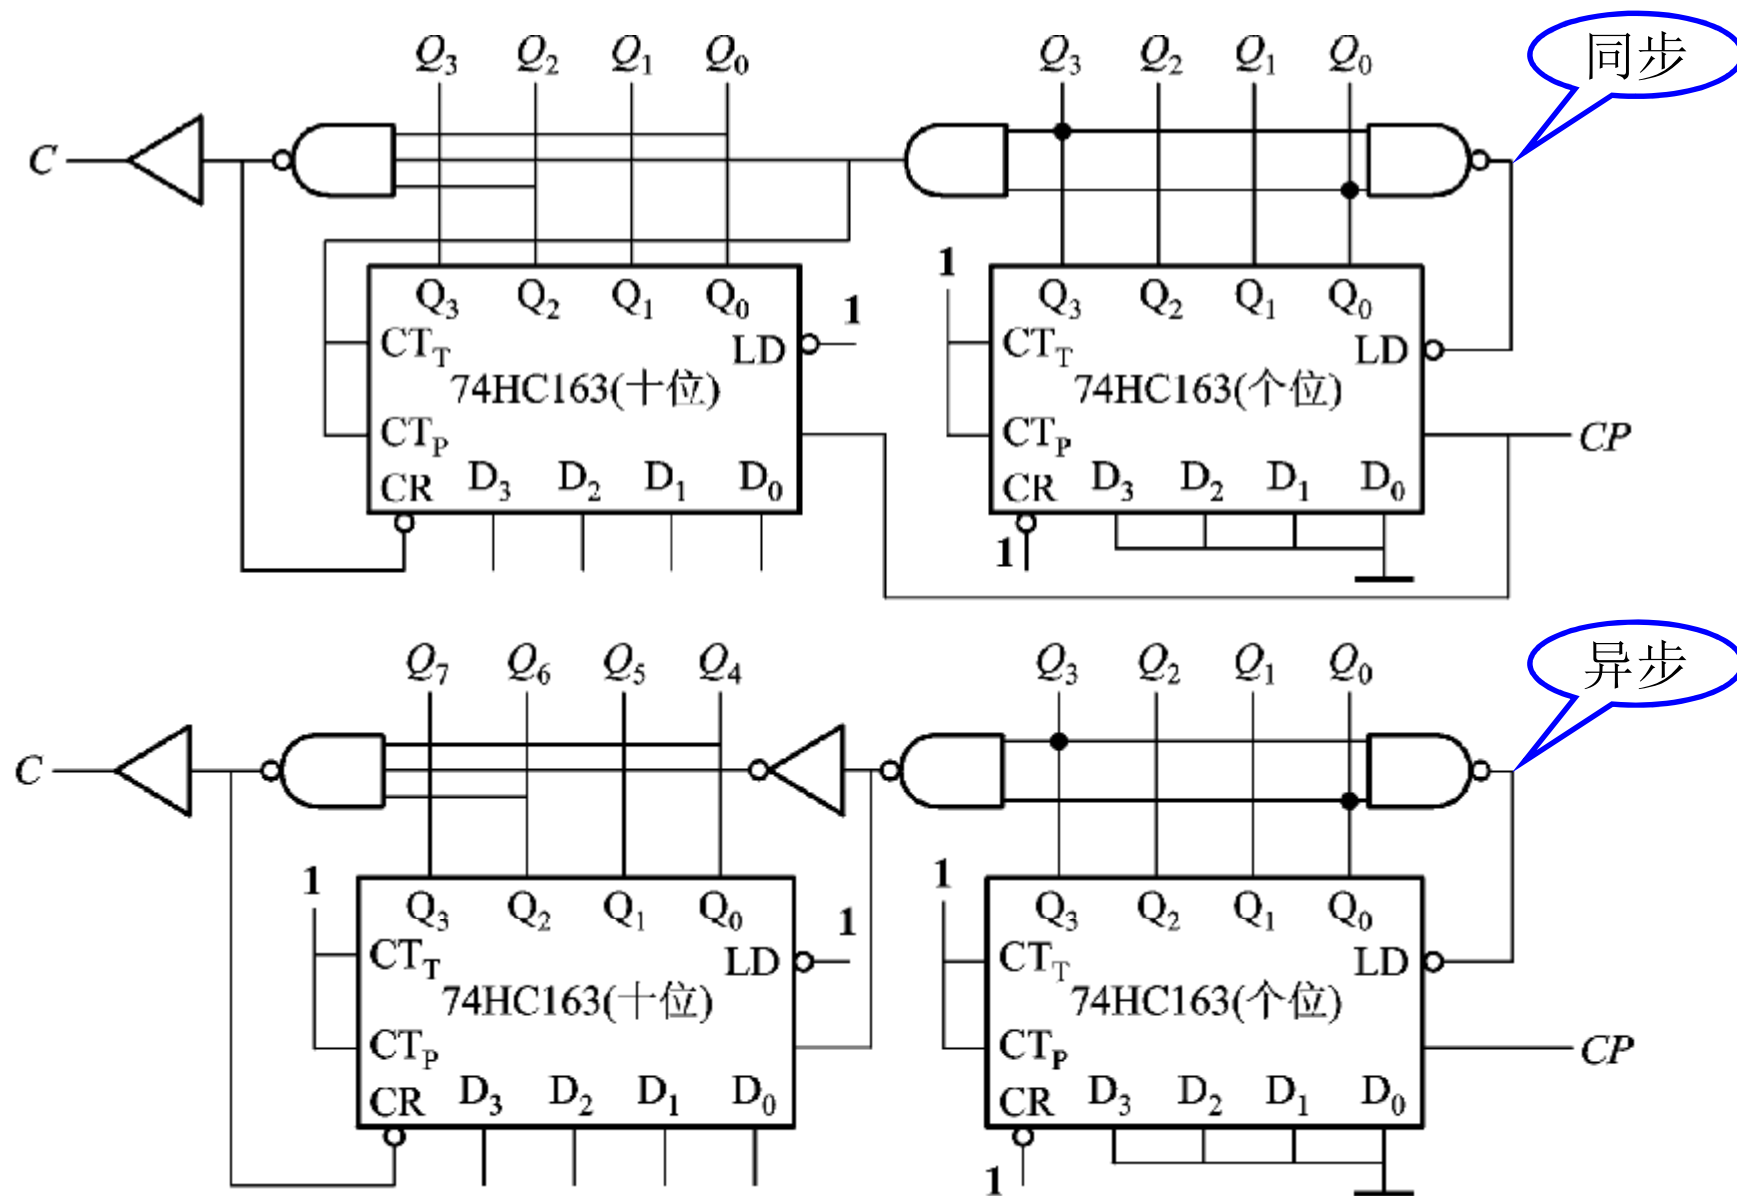 Q3 Q2 Q1 Q0 Q3 Q2 Q1 Q0 同步
C
1
Q3 Q2 Q1 Q0 1 Q3 Q2 Q1 Q0
CTT LD CTT LD
74HC163(十位) 74HC163(个位)
CTP CTP CP
CR D3 D2 D1 D0 CR D3 D2 D1 D0
1
Q7 Q6 Q5 Q4 Q3 Q2 Q1 Q0 异步
C
1 1
Q3 Q2 Q1 Q0 1 Q3 Q2 Q1 Q0
CTT LD CTT LD
74HC163(十位) 74HC163(个位)
CTP CTP CP
CR D3 D2 D1 D0 CR D3 D2 D1 D0
1